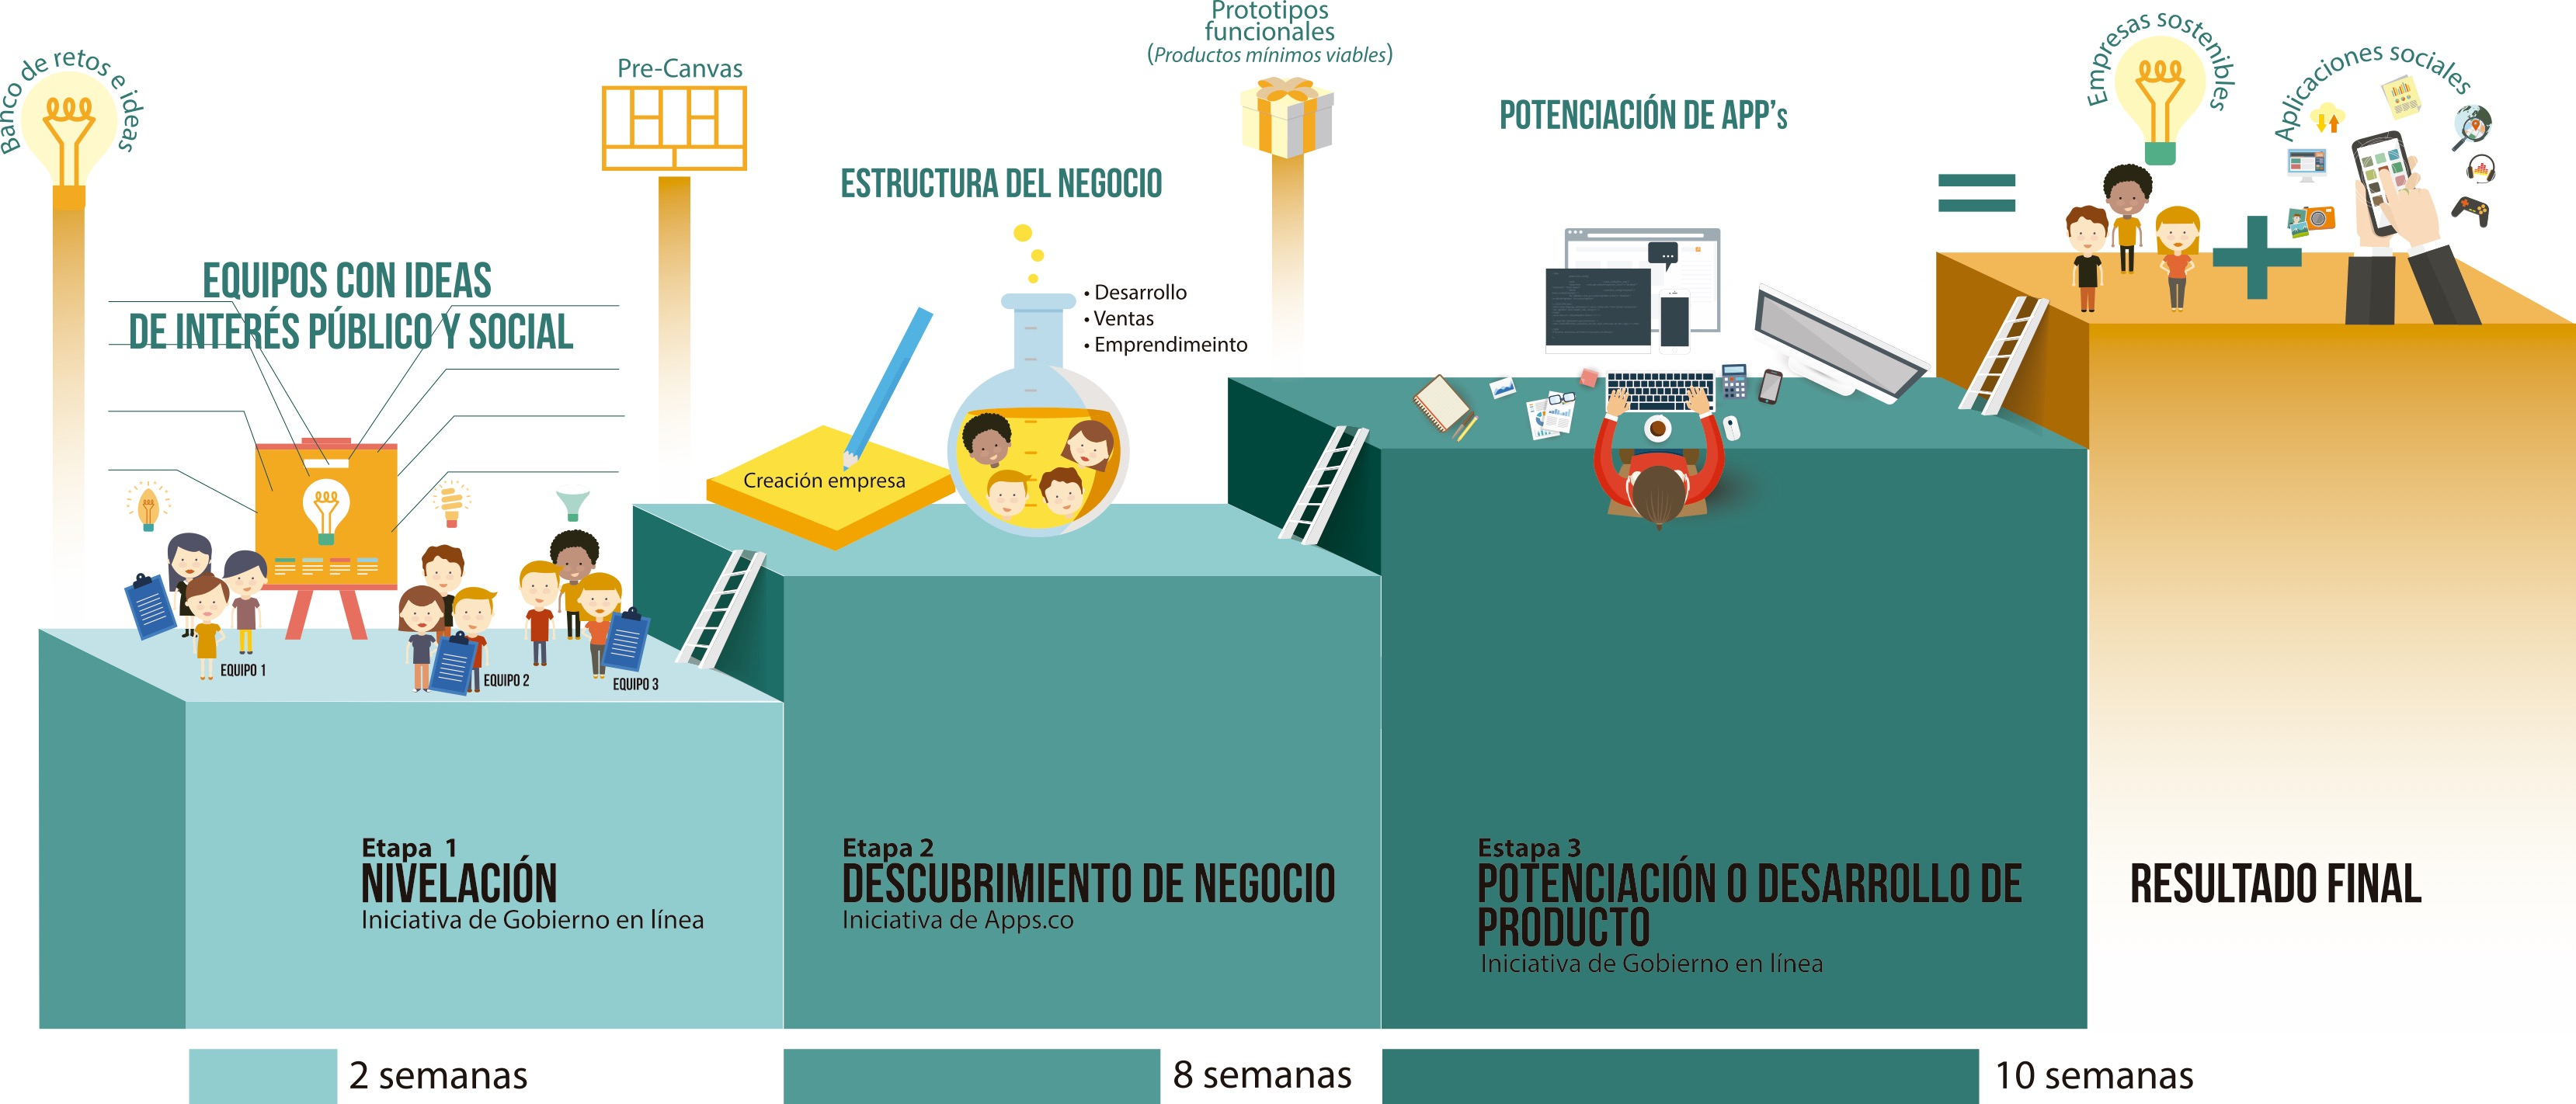 Banco de retos e ideas
EQUIPOS CON IDEAS
DE INTERÉS PÚBLICO Y SOCIAL
EQUIPO 1
EQUIPO 2
EQUIPO 3
Pre-Canvas
ESTRUCTURA DEL NEGOCIO
• Desarrollo
• Ventas
• Emprendimeinto
Creación empresa
Prototipos
funcionales
(Productos mínimos viables)
POTENCIACIÓN DE APP's
=
Empresas sostenibles
+
Aplicaciones sociales
Etapa 1
NIVELACIÓN
Iniciativa de Gobierno en línea
Etapa 2
DESCUBRIMIENTO DE NEGOCIO
Iniciativa de Apps.co
Estapa 3
POTENCIACIÓN O DESARROLLO DE
PRODUCTO
Iniciativa de Gobierno en línea
RESULTADO FINAL
2 semanas
8 semanas
10 semanas